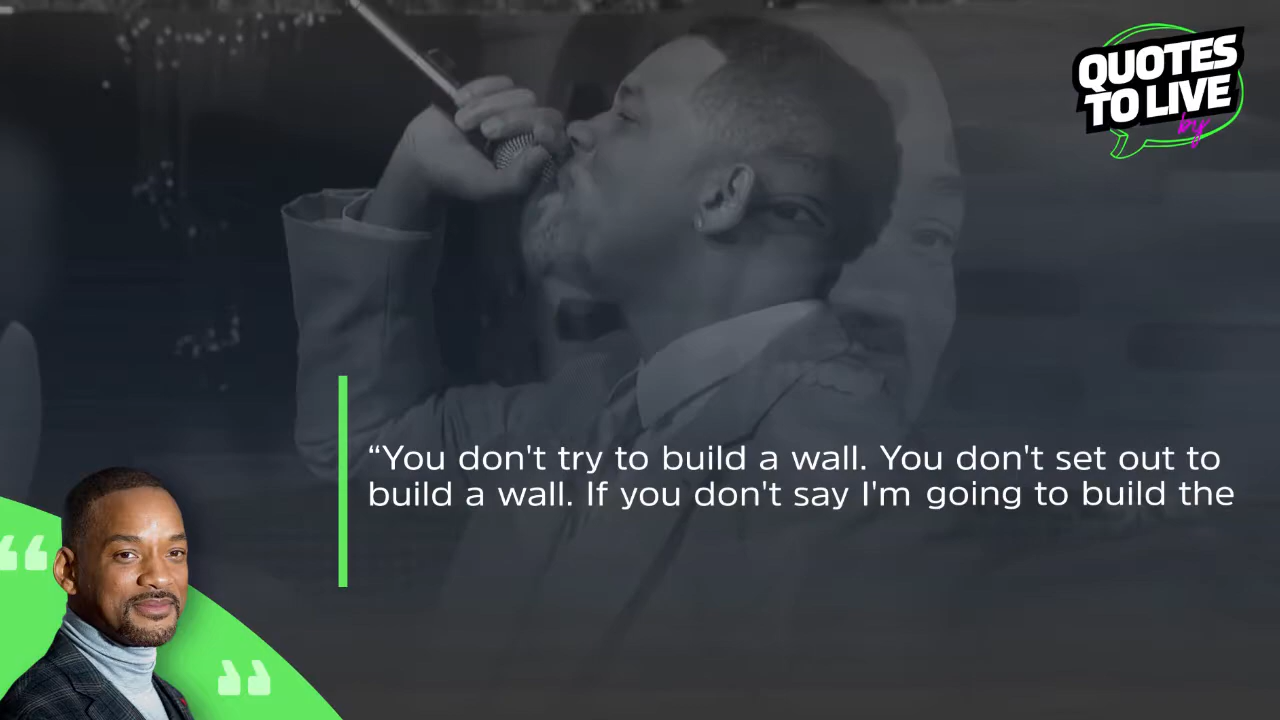 QUOTES
TO LIVE
by
“You don't try to build a wall. You don't set out to
build a wall. If you don't say I'm going to build the